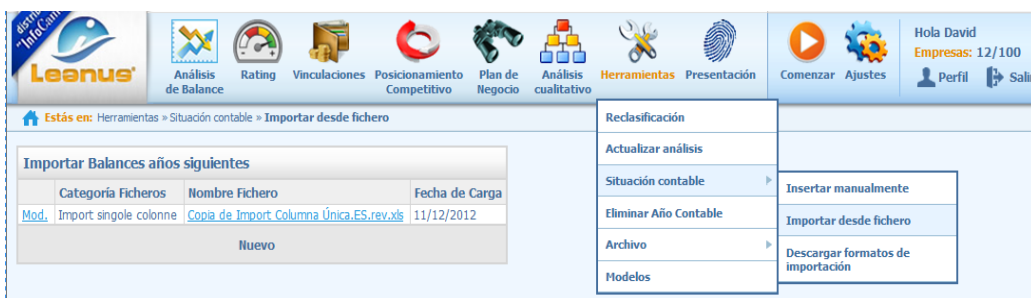 distrib
"InfoCam
Leanus®
Análisis de Balance
Rating
Vinculaciones
Posicionamiento Competitivo
Plan de Negocio
Análisis cualitativo
Herramientas
Presentación
Comenzar
Ajustes
Hola David
Empresas: 12/100
Perfil
Salir
Estás en: Herramientas » Situación contable » Importar desde fichero
Importar Balances años siguientes
Categoría Ficheros Nombre Fichero Fecha de Carga
Mod. Import singole colonne Copia de Import Columna Única.ES.rev.xls 11/12/2012
Nuevo
Reclasificación
Actualizar análisis
Situación contable
Eliminar Año Contable
Archivo
Modelos
Insertar manualmente
Importar desde fichero
Descargar formatos de
importación